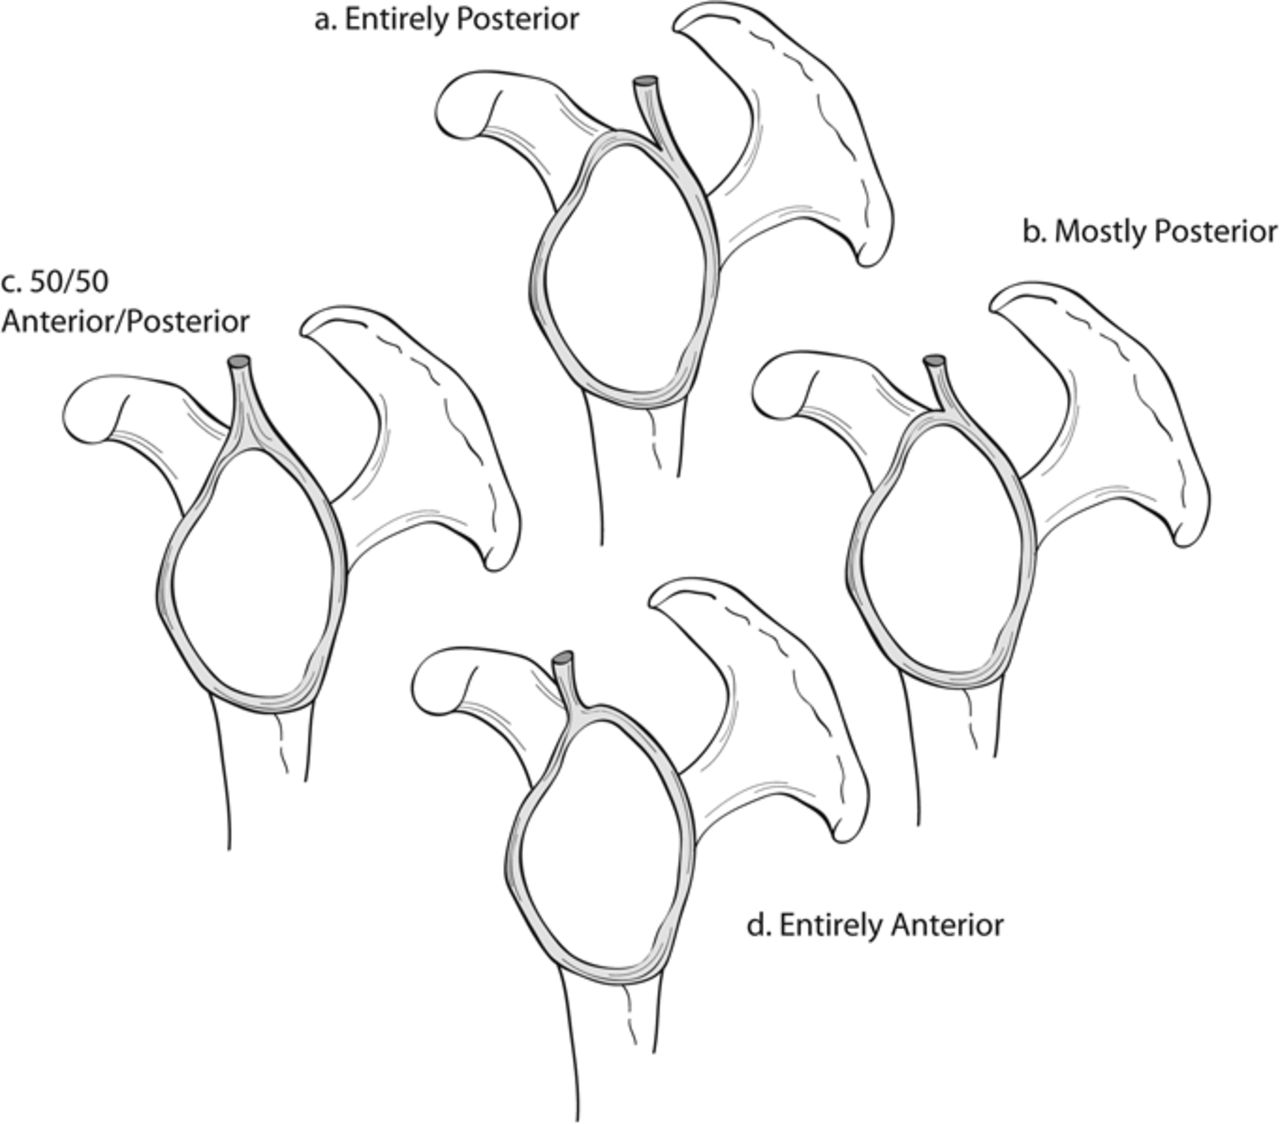 a. Entirely Posterior
b. Mostly Posterior
c. 50/50
Anterior/Posterior
d. Entirely Anterior